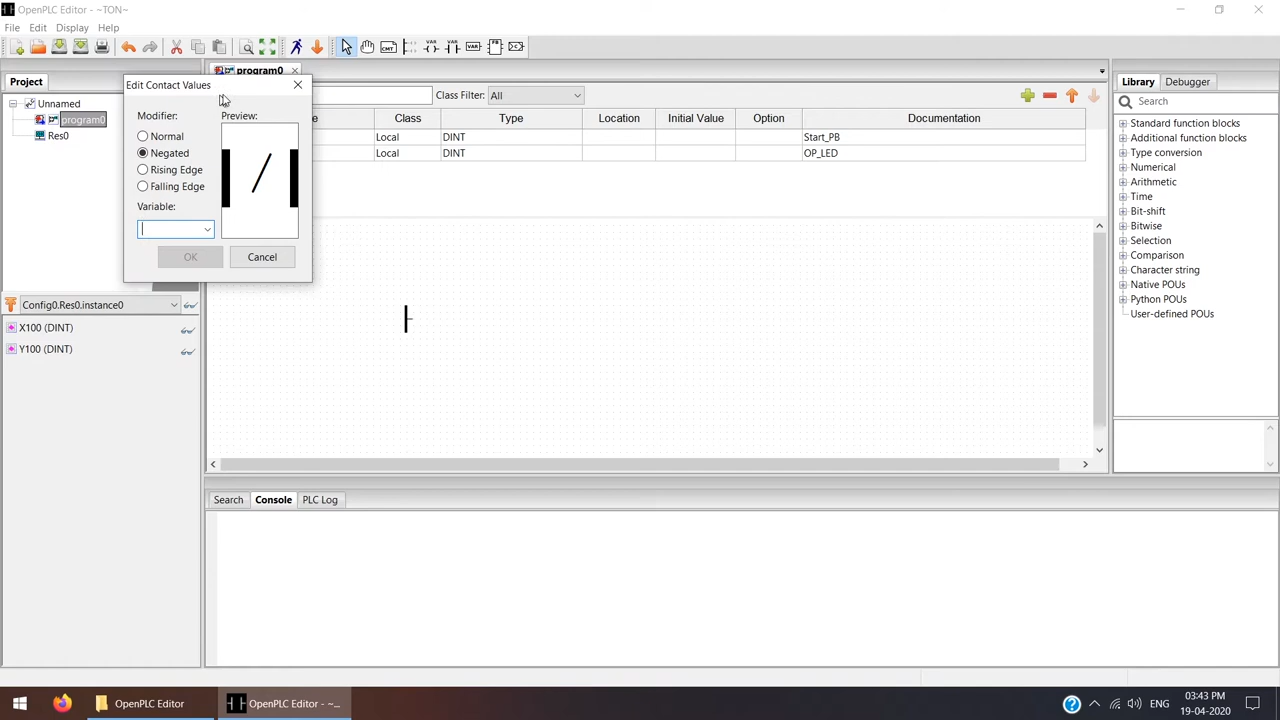 OpenPLC Editor - ~TON~
File Edit Display Help
Project
program0
Unnamed
program0
Res0
Edit Contact Values
Modifier:
Preview:
Normal
Negated
Rising Edge
Falling Edge
Variable:
OK
Cancel
Class Filter: All
Class Type Location Initial Value Option Documentation
Local DINT Start_PB
Local DINT OP_LED
Config0.Res0.instance0
X100 (DINT)
Y100 (DINT)
Search Console PLC Log
Library Debugger
Search
Standard function blocks
Additional function blocks
Type conversion
Numerical
Arithmetic
Time
Bit-shift
Bitwise
Selection
Comparison
Character string
Native POUs
Python POUs
User-defined POUs
OpenPLC Editor
OpenPLC Editor - ~...
ENG
03:43 PM
19-04-2020